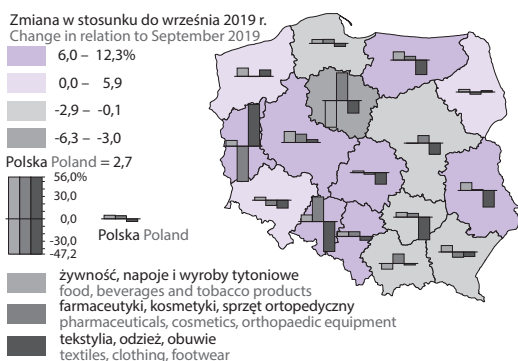 Zmiana w stosunku do września 2019 r.
Change in relation to September 2019
6,0 – 12,3%
0,0 – 5,9
-2,9 – -0,1
-6,3 – -3,0
Polska Poland = 2,7
56,0%
30,0
0,0
-30,0
-47,2
Polska Poland
żywność, napoje i wyroby tytoniowe
food, beverages and tobacco products
farmaceutyki, kosmetyki, sprzęt ortopedyczny
pharmaceuticals, cosmetics, orthopaedic equipment
tekstylia, odzież, obuwie
textiles, clothing, footwear